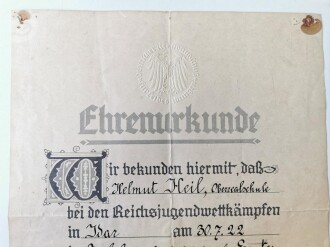 Ehrenurkunde
Wir bekunden hiermit, daß
Helmut Heil, Oberrealschule
bei den Reichsjugendwettkämpfen
in Idar am 30.7.22